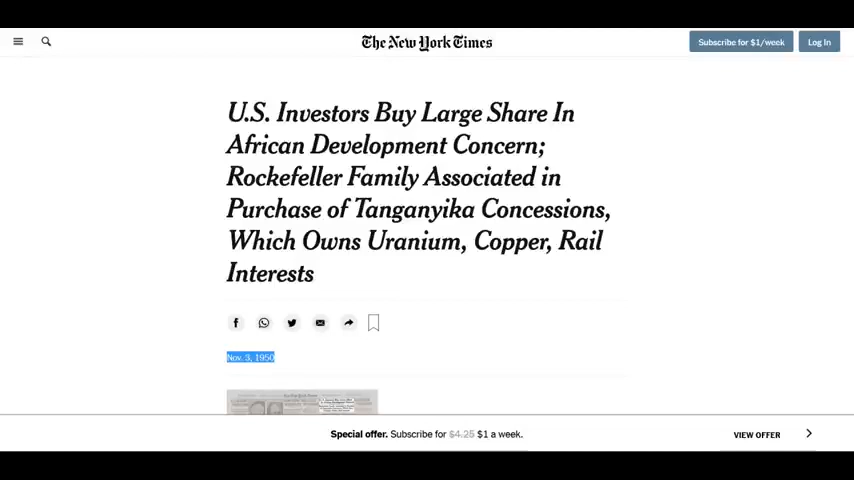 The New York Times
Subscribe for $1/week
Log In
U.S. Investors Buy Large Share In
African Development Concern;
Rockefeller Family Associated in
Purchase of Tanganyika Concessions,
Which Owns Uranium, Copper, Rail
Interests
Nov. 3, 1950
Special offer. Subscribe for $4.25 $1 a week.
VIEW OFFER